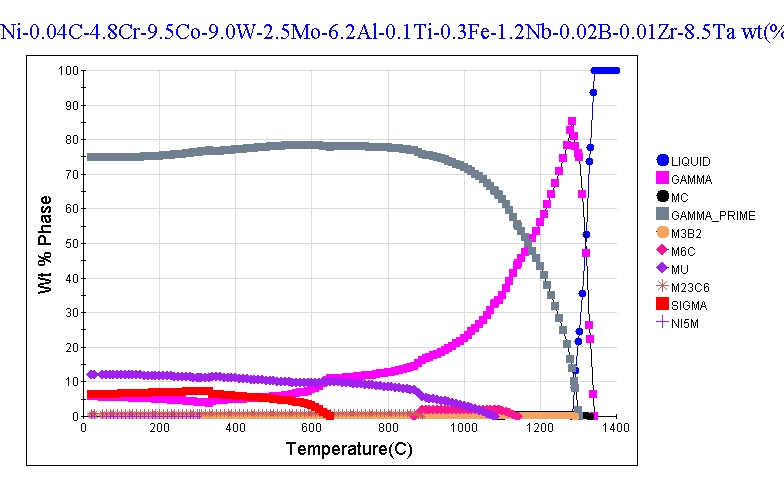 Ni-0.04C-4.8Cr-9.5Co-9.0W-2.5Mo-6.2Al-0.1Ti-0.3Fe-1.2Nb-0.02B-0.01Zr-8.5Ta wt(%
100
90
80
70
60
50
40
30
20
10
0
Wt % Phase
0
200
400
600
800
1000
1200
1400
Temperature(C)
LIQUID
GAMMA
MC
GAMMA_PRIME
M3B2
M6C
MU
M23C6
SIGMA
NI5M